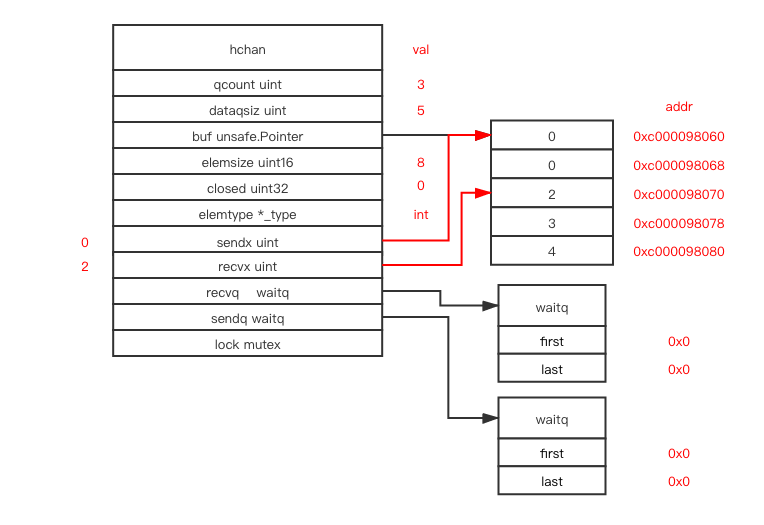 hchan
val
qcount uint
3
dataqsiz uint
5
buf unsafe.Pointer
elemsize uint16
8
closed uint32
0
elemtype *_type
int
0
sendx uint
2
recvx uint
recvq waitq
sendq waitq
lock mutex
addr
0
0xc000098060
0
0xc000098068
2
0xc000098070
3
0xc000098078
4
0xc000098080
waitq
first
0x0
last
0x0
waitq
first
0x0
last
0x0